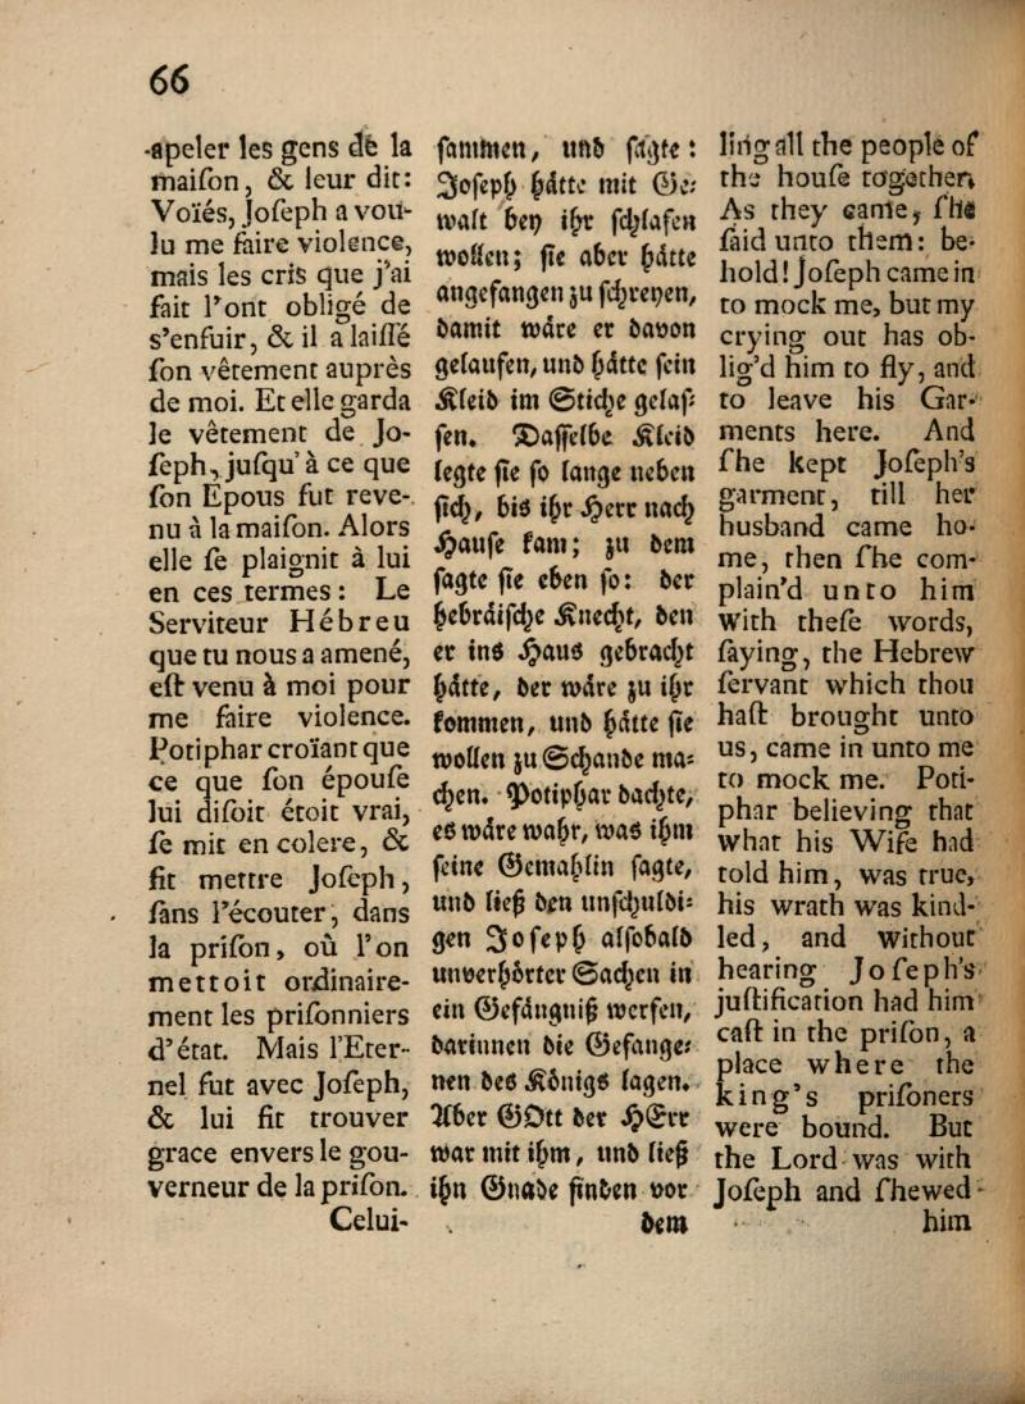 66
apeler les gens de la
maiſon, & leur dit:
Voïés, Joſeph a vou-
lu me faire violence,
mais les cris que j'ai
fait l'ont obligé de
s'enfuir, & il a laiſſé
ſon vêtement auprès
de moi. Et elle garda
le vêtement de Jo-
ſeph, juſqu' à ce que
ſon Epous fut reve-
nu à la maiſon. Alors
elle ſe plaignit à lui
en ces termes: Le
Serviteur Hébreu
que tu nous a amené,
eſt venu à moi pour
me faire violence.
Potiphar croïant que
ce que ſon épouſe
lui diſoit étoit vrai,
ſe mit en colere, &
fit mettre Joſeph,
ſans l'écouter, dans
la priſon, où l'on
mettoit ordinaire-
ment les priſonniers
d'état. Mais l'Eter-
nel fut avec Joſeph,
& lui fit trouver
grace envers le gou-
verneur de la priſon.
Celui-
ſammen, und ſagte:
Joſeph hätte mit Ge-
walt bey ihr ſchlafen
wollen; ſie aber hätte
angefangen zu ſchreyen,
damit wäre er davon
gelaufen, und hätte ſein
Kleid im Stiche gelaſ-
ſen. Daſſelbe Kleid
legte ſie ſo lange neben
ſich, bis ihr Herr nach
Hauſe kam; zu dem
ſagte ſie eben ſo: der
hebräiſche Knecht, den
er ins Haus gebracht
hätte, der wäre zu ihr
kommen, und hätte ſie
wollen zu Schande ma-
chen. Potiphar dachte,
es wäre wahr, was ihm
ſeine Gemahlin ſagte,
und ließ den unſchuldi-
gen Joſeph alſobald
unverhörter Sachen in
ein Gefängniß werfen,
darinnen die Gefange-
nen des Königs lagen.
Aber GOtt der HErr
war mit ihm, und ließ
ihn Gnade finden vor
dem
ling all the people of
the houſe together.
As they came, ſhe
ſaid unto them: be-
hold! Joſeph came in
to mock me, but my
crying out has ob-
lig'd him to fly, and
to leave his Gar-
ments here. And
ſhe kept Joſeph's
garment, till her
husband came ho-
me, then ſhe com-
plain'd unto him
with theſe words,
ſaying, the Hebrew
ſervant which thou
haſt brought unto
us, came in unto me
to mock me. Poti-
phar believing that
what his Wife had
told him, was true,
his wrath was kind-
led, and without
hearing Joſeph's
juſtification had him
caſt in the priſon, a
place where the
king's priſoners
were bound. But
the Lord was with
Joſeph and ſhewed
him